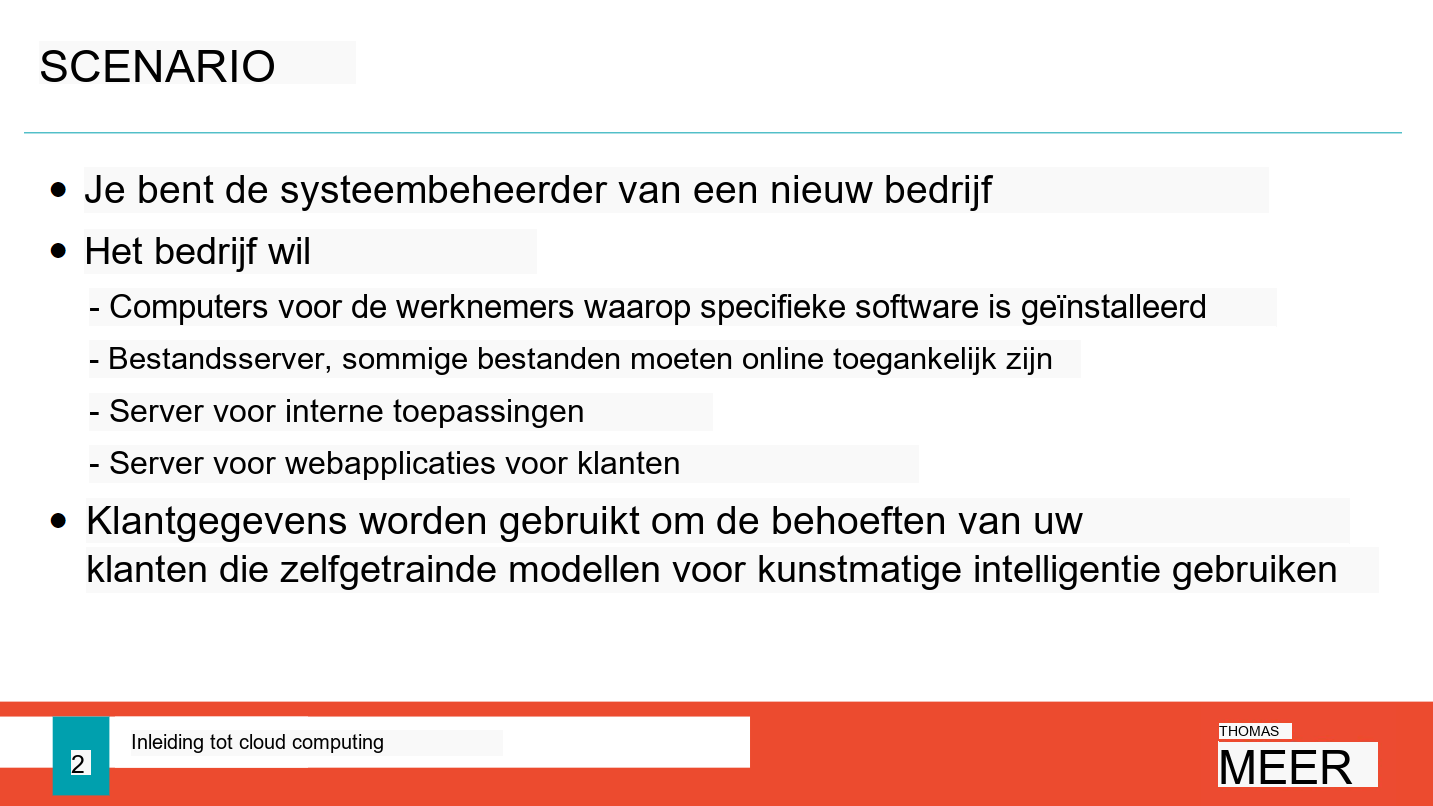 SCENARIO
● Je bent de systeembeheerder van een nieuw bedrijf
● Het bedrijf wil
- Computers voor de werknemers waarop specifieke software is geïnstalleerd
- Bestandsserver, sommige bestanden moeten online toegankelijk zijn
- Server voor interne toepassingen
- Server voor webapplicaties voor klanten
● Klantgegevens worden gebruikt om de behoeften van uw
klanten die zelfgetrainde modellen voor kunstmatige intelligentie gebruiken
2
Inleiding tot cloud computing
THOMAS
MEER